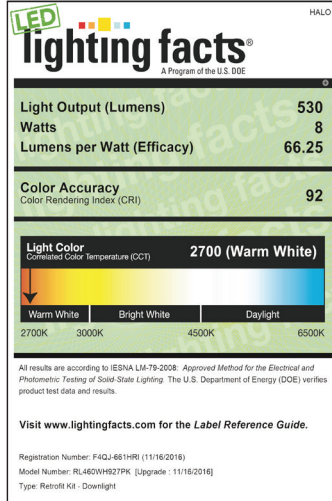 HALO
LED
lighting facts®
A Program of the U.S. DOE
Light Output (Lumens) 530
Watts 8
Lumens per Watt (Efficacy) 66.25
Color Accuracy
Color Rendering Index (CRI) 92
Light Color
Correlated Color Temperature (CCT) 2700 (Warm White)
Warm White Bright White Daylight
2700K 3000K 4500K 6500K
All results are according to IESNA LM-79-2008: Approved Method for the Electrical and
Photometric Testing of Solid-State Lighting. The U.S. Department of Energy (DOE) verifies
product test data and results.
Visit www.lightingfacts.com for the Label Reference Guide.
Registration Number: F4QJ-661HRI (11/16/2016)
Model Number: RL460WH927PK [Upgrade : 11/16/2016]
Type: Retrofit Kit - Downlight